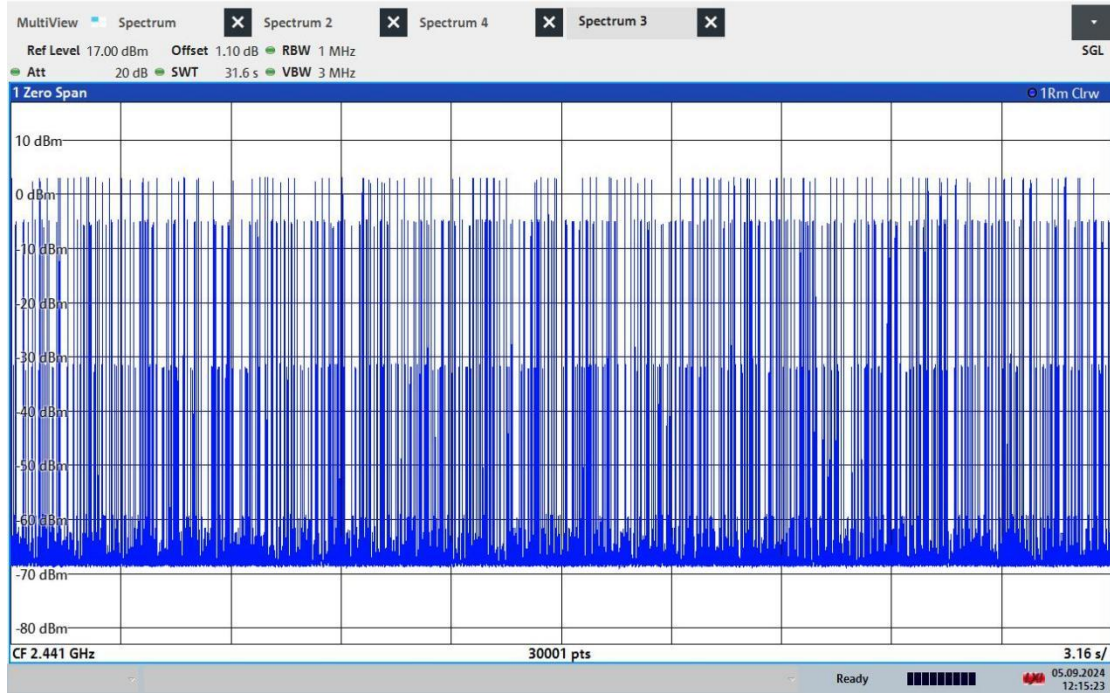 MultiView Spectrum X Spectrum 2 X Spectrum 4 X Spectrum 3 X
Ref Level 17.00 dBm Offset 1.10 dB RBW 1 MHz SGL
Att 20 dB SWT 31.6 s VBW 3 MHz
1 Zero Span 1Rm Clrw
10 dBm
0 dBm
-10 dBm
-20 dBm
-30 dBm
-40 dBm
-50 dBm
-60 dBm
-70 dBm
-80 dBm
CF 2.441 GHz 30001 pts 3.16 s/
Ready 05.09.2024
12:15:23